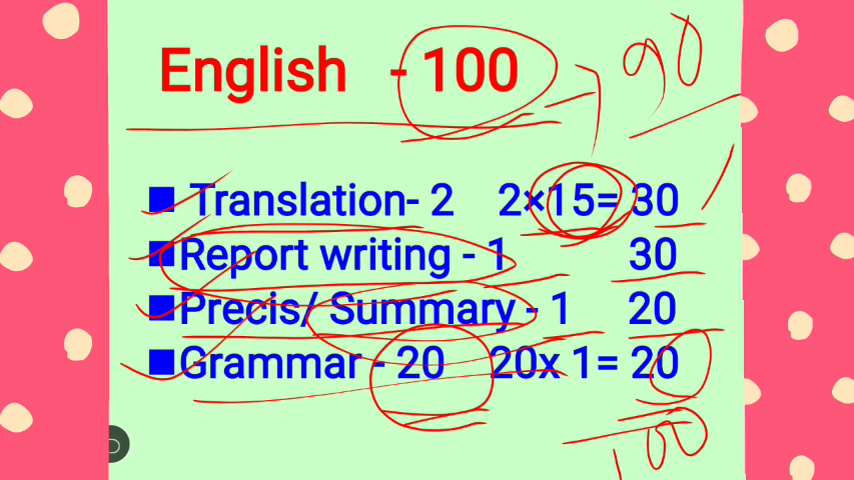 English - 100
90
Translation- 2 2×15= 30
Report writing - 1 30
Precis/ Summary - 1 20
Grammar - 20 20x 1= 20
100